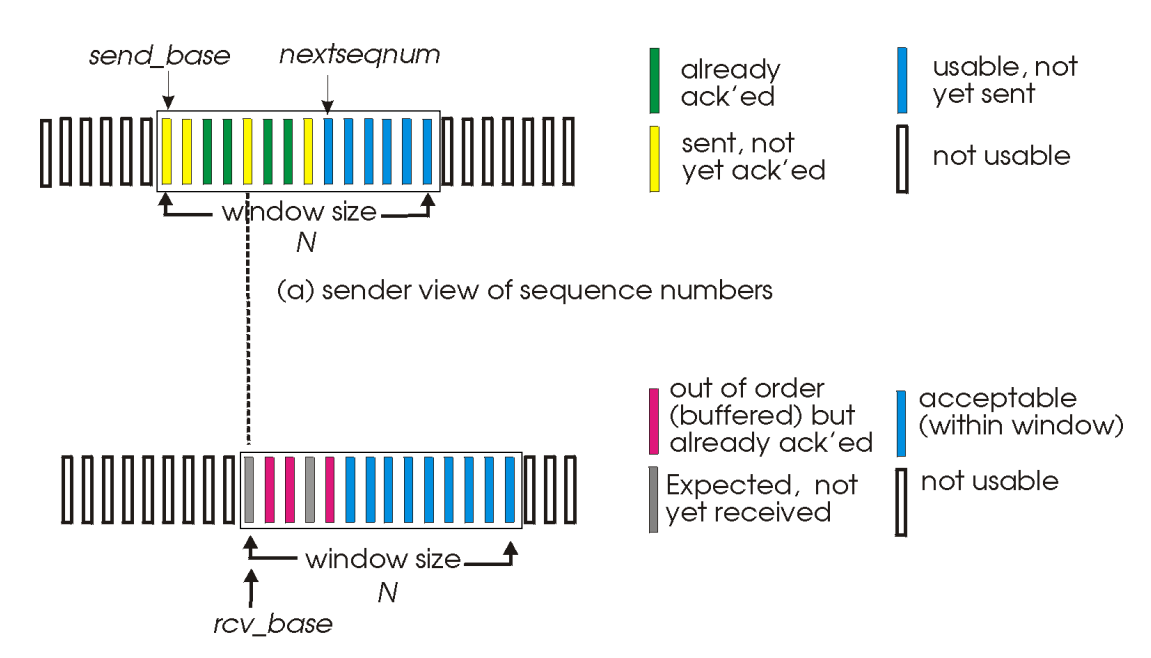 send_base
nextseqnum
already
ack'ed
usable, not
yet sent
sent, not
yet ack'ed
not usable
window size
N
(a) sender view of sequence numbers
out of order
(buffered) but
already ack'ed
acceptable
(within window)
Expected, not
yet received
not usable
window size
N
rcv_base